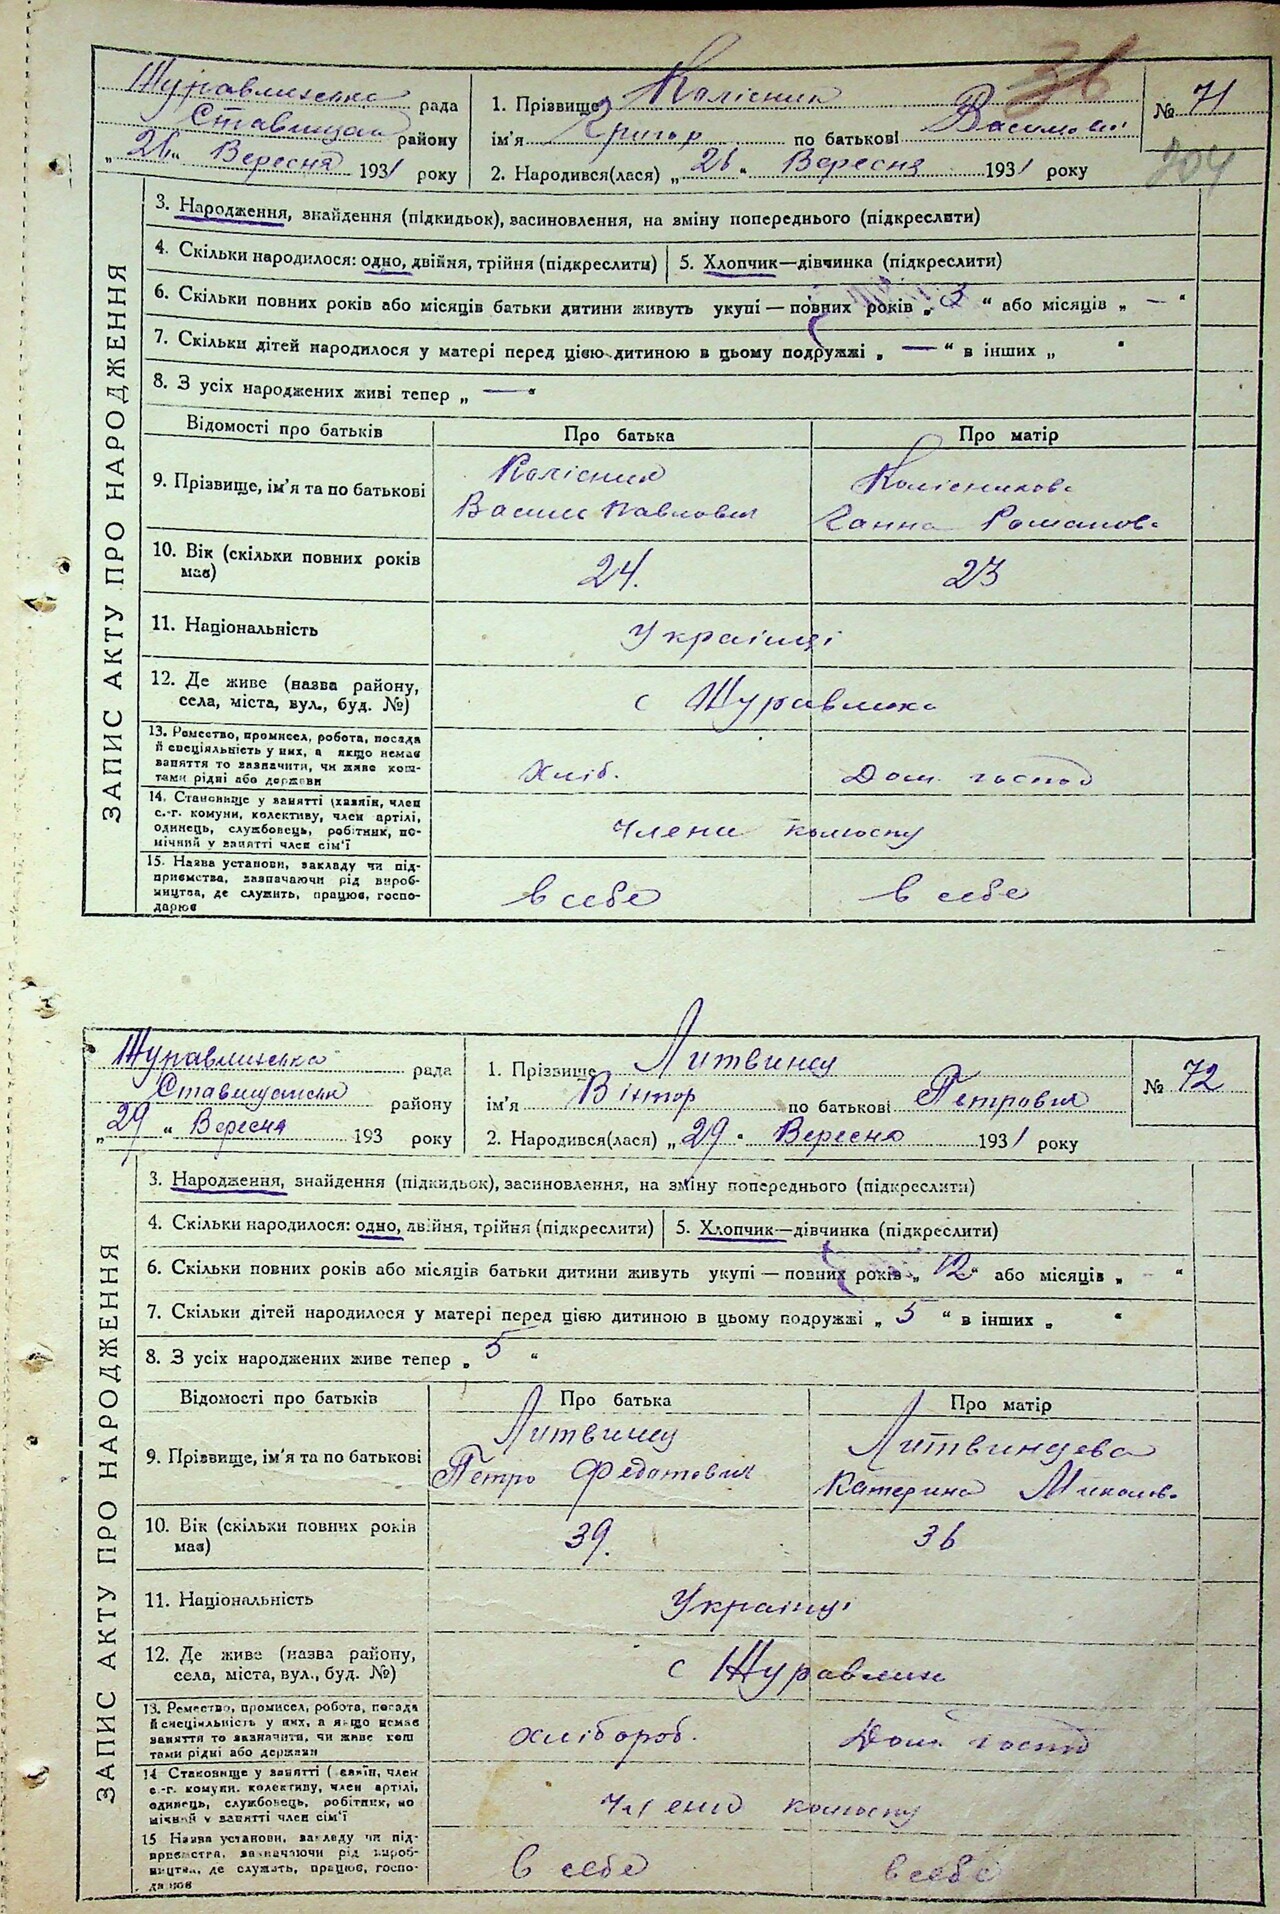 36
Журавлинська рада
Ставищан району
„26“ Вересня 1931 року
1. Прізвище Колісник
ім'я Григор по батькові Васильов
2. Народився(лася) „26“ Вересня 1931 року
№ 71
204
ЗАПИС АКТУ ПРО НАРОДЖЕННЯ
3. Народження, знайдення (підкидьок), засиновлення, на зміну попереднього (підкреслити)
4. Скільки народилося: одно, двійня, трійня (підкреслити)
5. Хлопчик—дівчинка (підкреслити)
6. Скільки повних років або місяців батьки дитини живуть укупі — повних років „3“ або місяців „—“
7. Скільки дітей народилося у матері перед цією дитиною в цьому подружжі „—“ в інших „ “
8. З усіх народжених живі тепер „—“
Відомості про батьків
Про батька
Про матір
9. Прізвище, ім'я та по батькові
Колісник
Василь Павлович
Колісникова
Ганна Романов
10. Вік (скільки повних років має)
24.
23
11. Національність
Українці
12. Де живе (назва району, села, міста, вул., буд. №)
с Журавлиха
13. Ремество, промисел, робота, посада й спеціяльність у них, а якщо немає заняття то зазначити, чи живе коштами рідні або держави
Хліб.
Дом. господ
14. Становище у занятті (хазяїн, член с.-г. комуни, колективу, член артілі, одинець, службовець, робітник, помічний у занятті член сім'ї
Члени колгоспу
15. Назва установи, закладу чи підприємства, зазначаючи рід виробництва, де служить, працює, господарює
в себе
в себе
Журавлинська рада
району
„29“ Вересня 193 року
1. Прізвище Литвинец
ім'я Віктор по батькові Петрович
2. Народився(лася) „29“ Вересня 1931 року
№ 72
ЗАПИС АКТУ ПРО НАРОДЖЕННЯ
3. Народження, знайдення (підкидьок), засиновлення, на зміну попереднього (підкреслити)
4. Скільки народилося: одно, двійня, трійня (підкреслити)
5. Хлопчик—дівчинка (підкреслити)
6. Скільки повних років або місяців батьки дитини живуть укупі — повних років „12“ або місяців „—“
7. Скільки дітей народилося у матері перед цією дитиною в цьому подружжі „5“ в інших „ “
8. З усіх народжених живе тепер „5“
Відомості про батьків
Про батька
Про матір
9. Прізвище, ім'я та по батькові
Литвинец
Петро Федотович
Литвинцева
Катерина Миколов
10. Вік (скільки повних років має)
39.
36
11. Національність
Українці
12. Де живе (назва району, села, міста, вул., буд. №)
с Журавлих
13. Ремество, промисел, робота, посада й спеціяльність у них, а якщо немає заняття то зазначити, чи живе коштами рідні або держави
Хлібороб.
Дом. господ
14 Становище у занятті (хазяїн, член с.-г. комуни, колективу, член артілі, одинець, службовець, робітник, помічний у занятті член сім'ї
Члени колгоспу
15 Назва установи, закладу чи підприємства, зазначаючи рід виробництва, де служить, працює, господарює
в себе
в себе